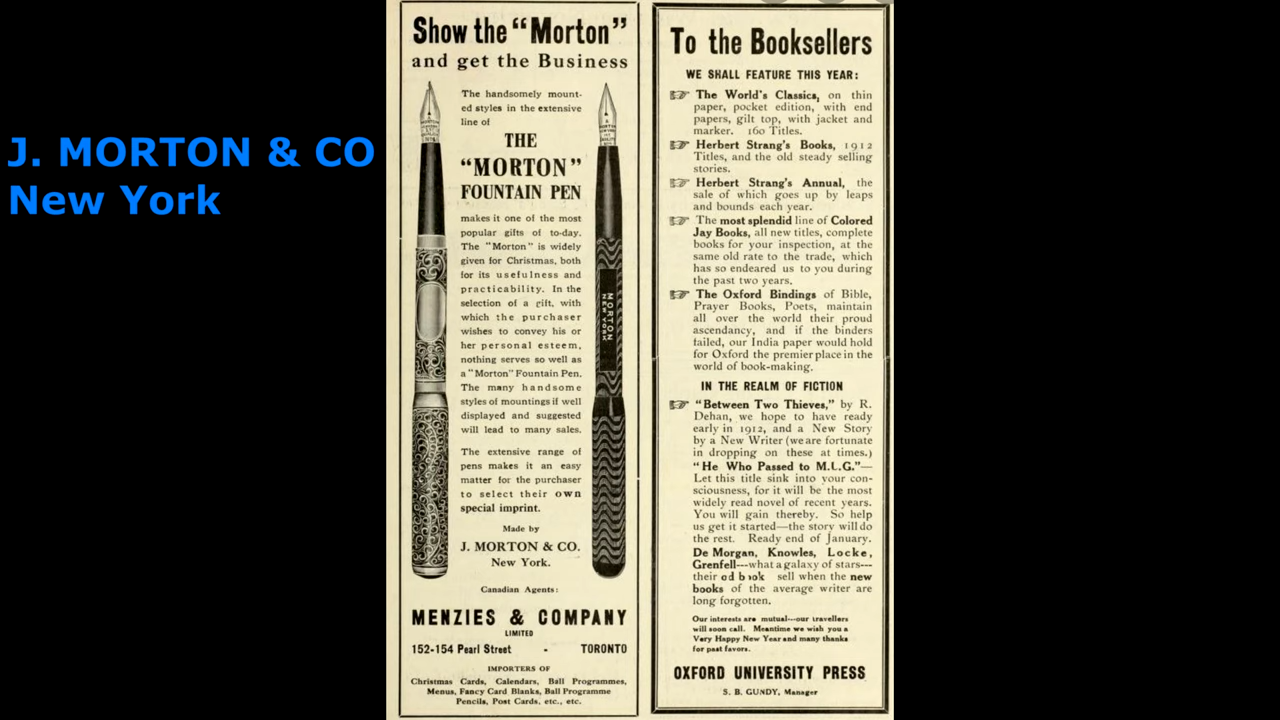 J. MORTON & CO
New York
Show the "Morton"
and get the Business
The handsomely mount-
ed styles in the extensive
line of
THE
"MORTON"
FOUNTAIN PEN
makes it one of the most
popular gifts of to-day.
The "Morton" is widely
given for Christmas, both
for its usefulness and
practicability. In the
selection of a gift, with
which the purchaser
wishes to convey his or
her personal esteem,
nothing serves so well as
a "Morton" Fountain Pen.
The many handsome
styles of mountings if well
displayed and suggested
will lead to many sales.
The extensive range of
pens makes it an easy
matter for the purchaser
to select their own
special imprint.
Made by
J. MORTON & CO.
New York.
Canadian Agents:
MENZIES & COMPANY
LIMITED
152-154 Pearl Street - TORONTO
IMPORTERS OF
Christmas Cards, Calendars, Ball Programmes,
Menus, Fancy Card Blanks, Ball Programme
Pencils, Post Cards, etc., etc.
MORTON
NEW YORK
To the Booksellers
WE SHALL FEATURE THIS YEAR:
The World's Classics, on thin
paper, pocket edition, with end
papers, gilt top, with jacket and
marker. 160 Titles.
Herbert Strang's Books, 1912
Titles, and the old steady selling
stories.
Herbert Strang's Annual, the
sale of which goes up by leaps
and bounds each year.
The most splendid line of Colored
Jay Books, all new titles, complete
books for your inspection, at the
same old rate to the trade, which
has so endeared us to you during
the past two years.
The Oxford Bindings of Bible,
Prayer Books, Poets, maintain
all over the world their proud
ascendancy, and if the binders
failed, our India paper would hold
for Oxford the premier place in the
world of book-making.
IN THE REALM OF FICTION
"Between Two Thieves," by R.
Dehan, we hope to have ready
early in 1912, and a New Story
by a New Writer (we are fortunate
in dropping on these at times.)
"He Who Passed to M.L.G."—
Let this title sink into your con-
sciousness, for it will be the most
widely read novel of recent years.
You will gain thereby. So help
us get it started—the story will do
the rest. Ready end of January.
De Morgan, Knowles, Locke,
Grenfell---what a galaxy of stars---
their sell when the new
books of the average writer are
long forgotten.
Our interests are mutual---our travellers
will soon call. Meantime we wish you a
Very Happy New Year and many thanks
for past favors.
OXFORD UNIVERSITY PRESS
S. B. GUNDY, Manager